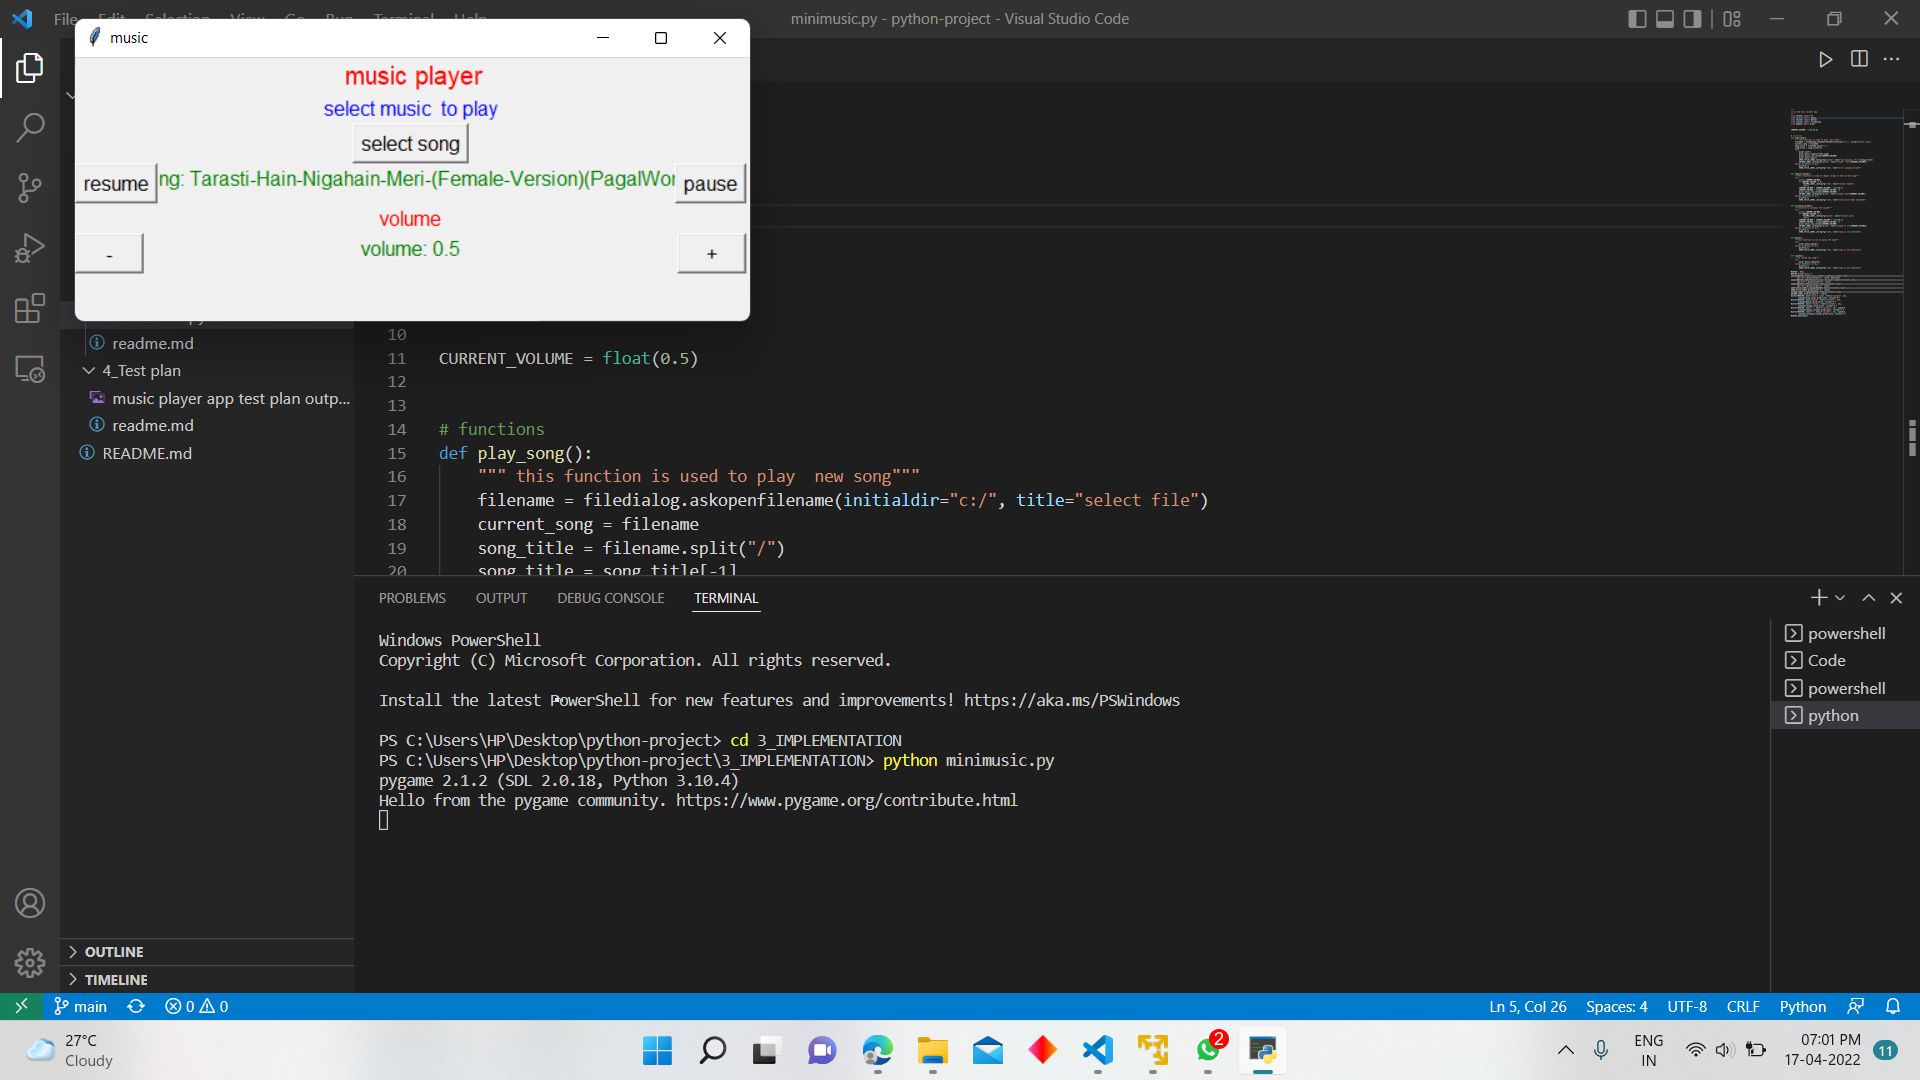 File Edit Selection View Go Run Terminal Help
minimusic.py - python-project - Visual Studio Code
music
music player
select music  to play
select song
resume
ng: Tarasti-Hain-Nigahain-Meri-(Female-Version)(PagalWor
pause
volume
-
volume: 0.5
+
readme.md
4_Test plan
music player app test plan outp...
readme.md
README.md
OUTLINE
TIMELINE
10
11 CURRENT_VOLUME = float(0.5)
12
13
14 # functions
15 def play_song():
16 """ this function is used to play  new song"""
17 filename = filedialog.askopenfilename(initialdir="c:/", title="select file")
18 current_song = filename
19 song_title = filename.split("/")
20 song_title = song_title[-1]
PROBLEMS OUTPUT DEBUG CONSOLE TERMINAL
Windows PowerShell
Copyright (C) Microsoft Corporation. All rights reserved.
Install the latest PowerShell for new features and improvements! https://aka.ms/PSWindows
PS C:\Users\HP\Desktop\python-project> cd 3_IMPLEMENTATION
PS C:\Users\HP\Desktop\python-project\3_IMPLEMENTATION> python minimusic.py
pygame 2.1.2 (SDL 2.0.18, Python 3.10.4)
Hello from the pygame community. https://www.pygame.org/contribute.html
powershell
Code
powershell
python
main 0 0
Ln 5, Col 26 Spaces: 4 UTF-8 CRLF Python
27°C
Cloudy
2
ENG
IN
07:01 PM
17-04-2022
11